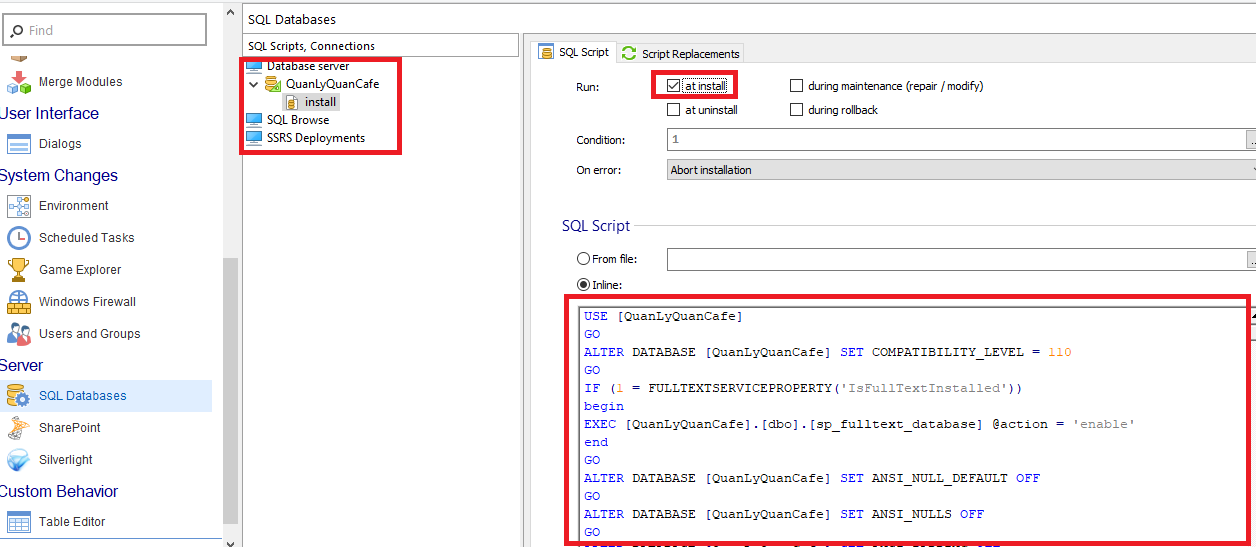 Find
Merge Modules
User Interface
Dialogs
System Changes
Environment
Scheduled Tasks
Game Explorer
Windows Firewall
Users and Groups
Server
SQL Databases
SharePoint
Silverlight
Custom Behavior
Table Editor
SQL Databases
SQL Scripts, Connections
Database server
QuanLyQuanCafe
install
SQL Browse
SSRS Deployments
SQL Script
Script Replacements
Run:
at install
during maintenance (repair / modify)
at uninstall
during rollback
Condition:
1
...
On error:
Abort installation
SQL Script
From file:
...
Inline:
USE [QuanLyQuanCafe]
GO
ALTER DATABASE [QuanLyQuanCafe] SET COMPATIBILITY_LEVEL = 110
GO
IF (1 = FULLTEXTSERVICEPROPERTY('IsFullTextInstalled'))
begin
EXEC [QuanLyQuanCafe].[dbo].[sp_fulltext_database] @action = 'enable'
end
GO
ALTER DATABASE [QuanLyQuanCafe] SET ANSI_NULL_DEFAULT OFF
GO
ALTER DATABASE [QuanLyQuanCafe] SET ANSI_NULLS OFF
GO